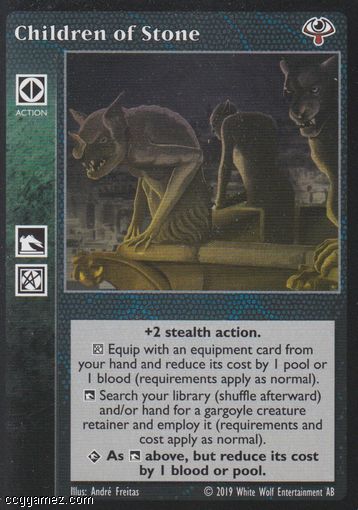 Children of Stone
ACTION
+2 stealth action.
Equip with an equipment card from
your hand and reduce its cost by 1 pool or
1 blood (requirements apply as normal).
Search your library (shuffle afterward)
and/or hand for a gargoyle creature
retainer and employ it (requirements and
cost apply as normal).
As above, but reduce its cost
by 1 blood or pool.
Illus: André Freitas © 2019 White Wolf Entertainment AB
ccggamez.com